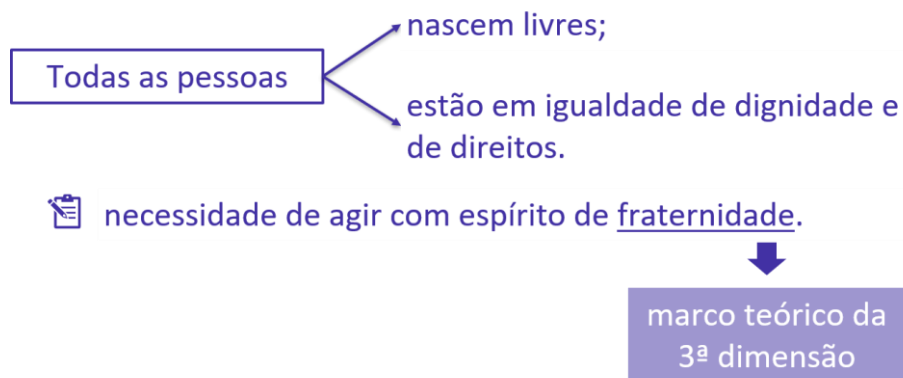 nascem livres;
Todas as pessoas
estão em igualdade de dignidade e
de direitos.
necessidade de agir com espírito de fraternidade.
marco teórico da
3ª dimensão